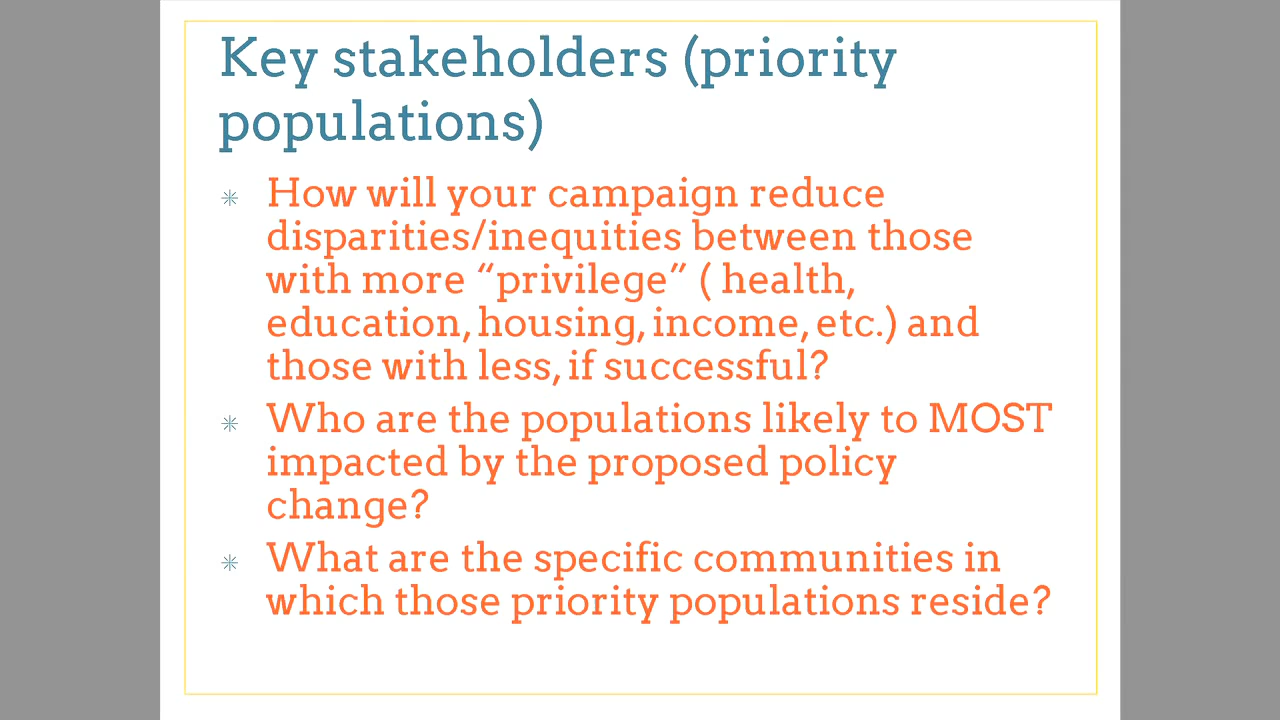 Key stakeholders (priority
populations)
How will your campaign reduce
disparities/inequities between those
with more “privilege” ( health,
education, housing, income, etc.) and
those with less, if successful?
Who are the populations likely to MOST
impacted by the proposed policy
change?
What are the specific communities in
which those priority populations reside?